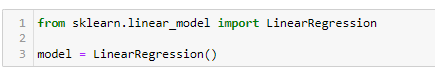 1 from sklearn.linear_model import LinearRegression
2
3 model = LinearRegression()